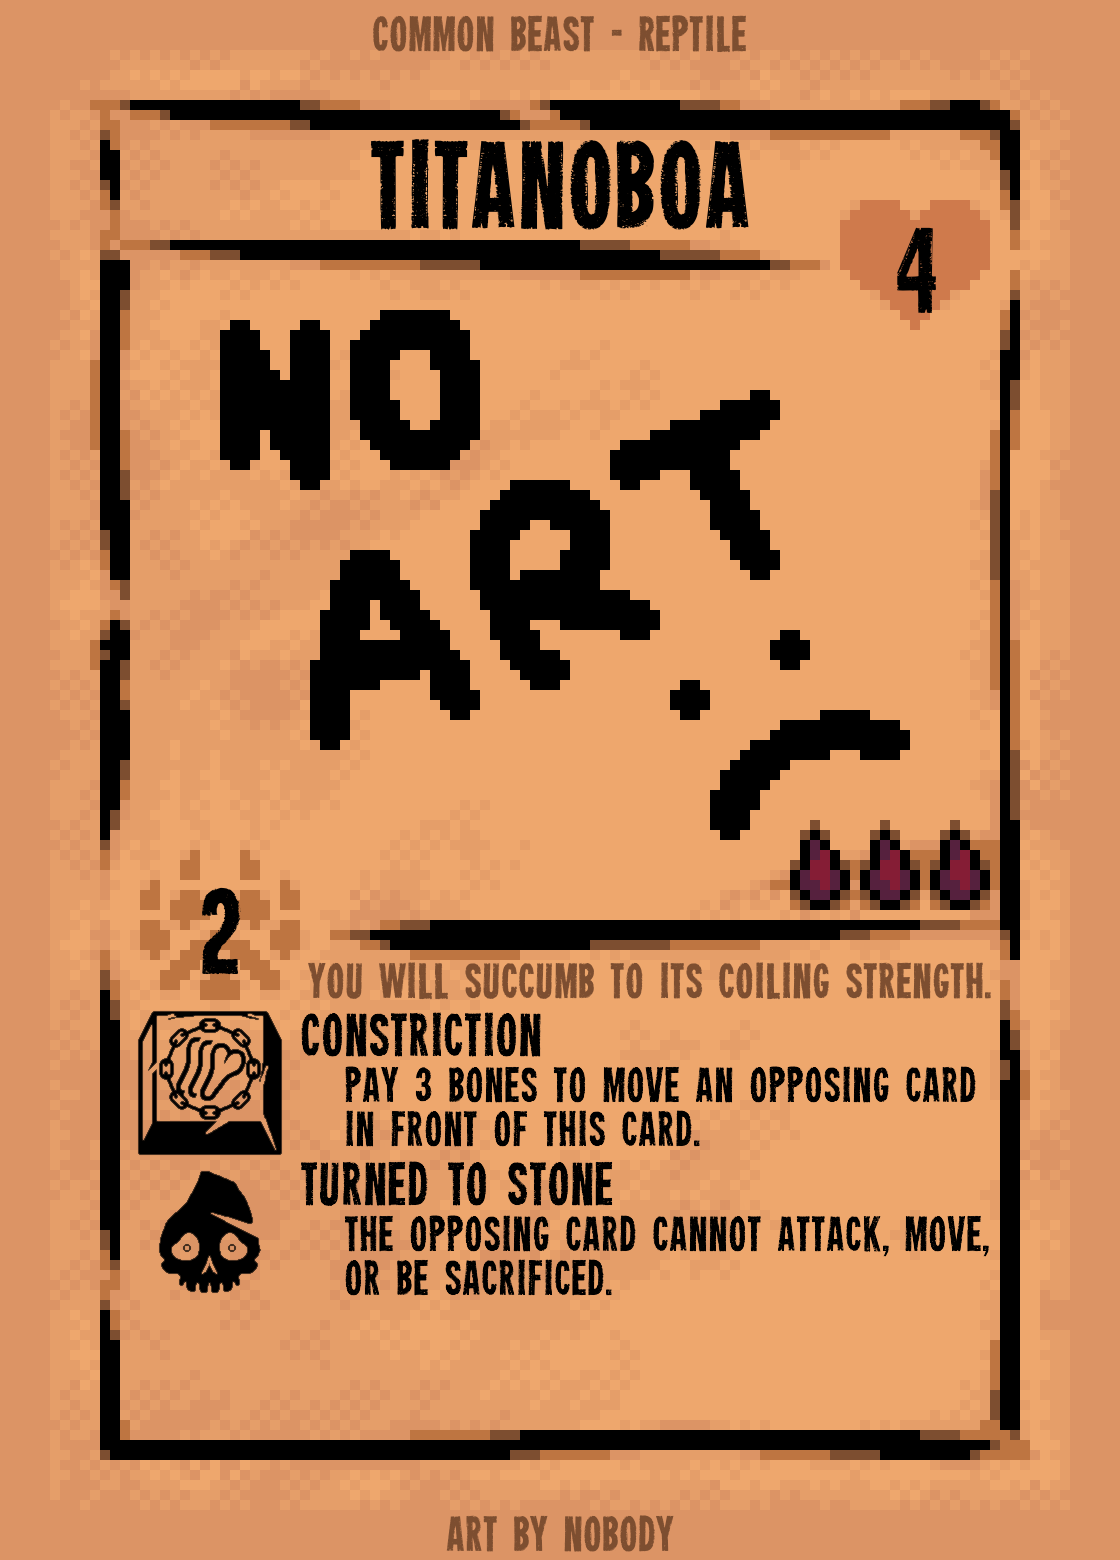 COMMON BEAST - REPTILE
TITANOBOA
4
NO
ART
2
YOU WILL SUCCUMB TO ITS COILING STRENGTH.
CONSTRICTION
PAY 3 BONES TO MOVE AN OPPOSING CARD
IN FRONT OF THIS CARD.
TURNED TO STONE
THE OPPOSING CARD CANNOT ATTACK, MOVE,
OR BE SACRIFICED.
ART BY NOBODY